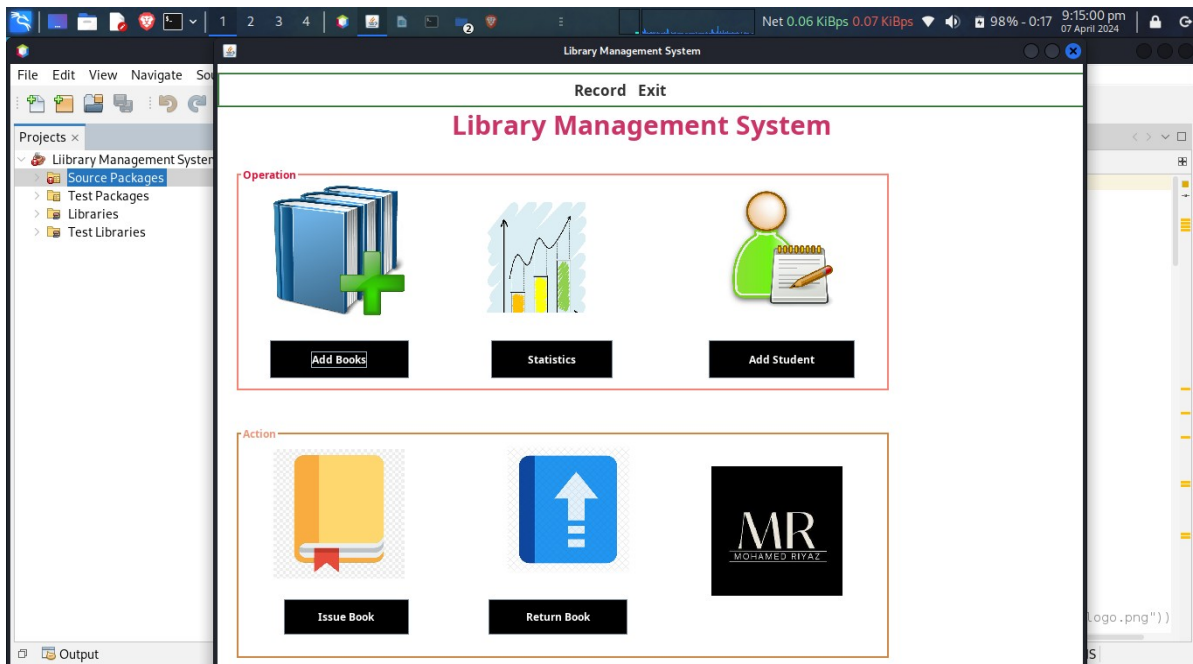 1 2 3 4
2
Net 0.06 KiBps 0.07 KiBps
98% - 0:17
9:15:00 pm
07 April 2024
Library Management System
File Edit View Navigate
Record Exit
Library Management System
Projects ×
Liibrary Management System
Source Packages
Test Packages
Libraries
Test Libraries
Operation
Add Books
Statistics
Add Student
Action
MR
MOHAMED RIYAZ
Issue Book
Return Book
logo.png"))
Output